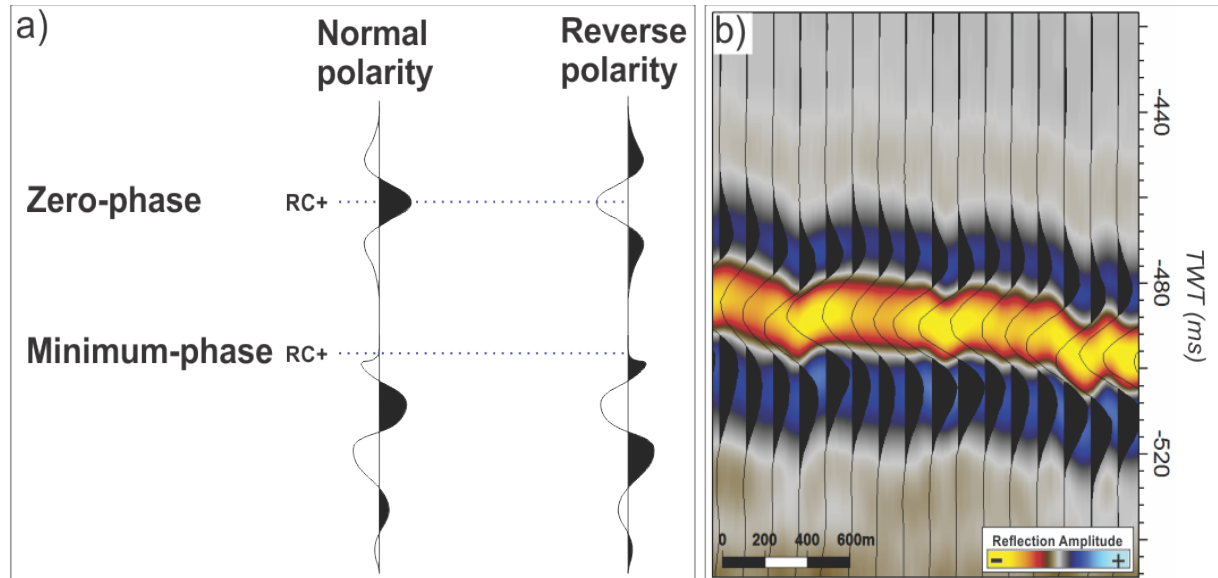 a)
Normal
polarity
Reverse
polarity
Zero-phase
RC+
Minimum-phase
RC+
b)
-440
-480
-520
TWT (ms)
0 200 400 600m
Reflection Amplitude
- +